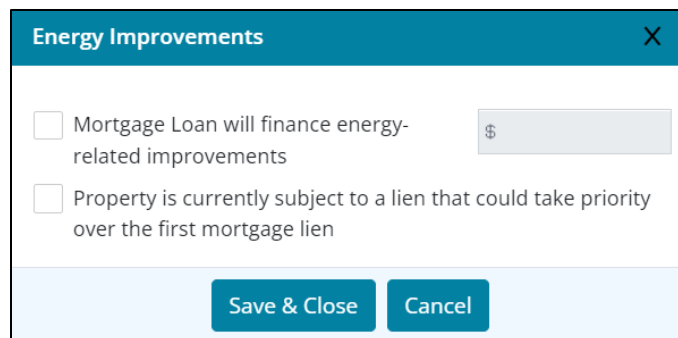 Energy Improvements X
Mortgage Loan will finance energy- $
related improvements
Property is currently subject to a lien that could take priority
over the first mortgage lien
Save & Close Cancel